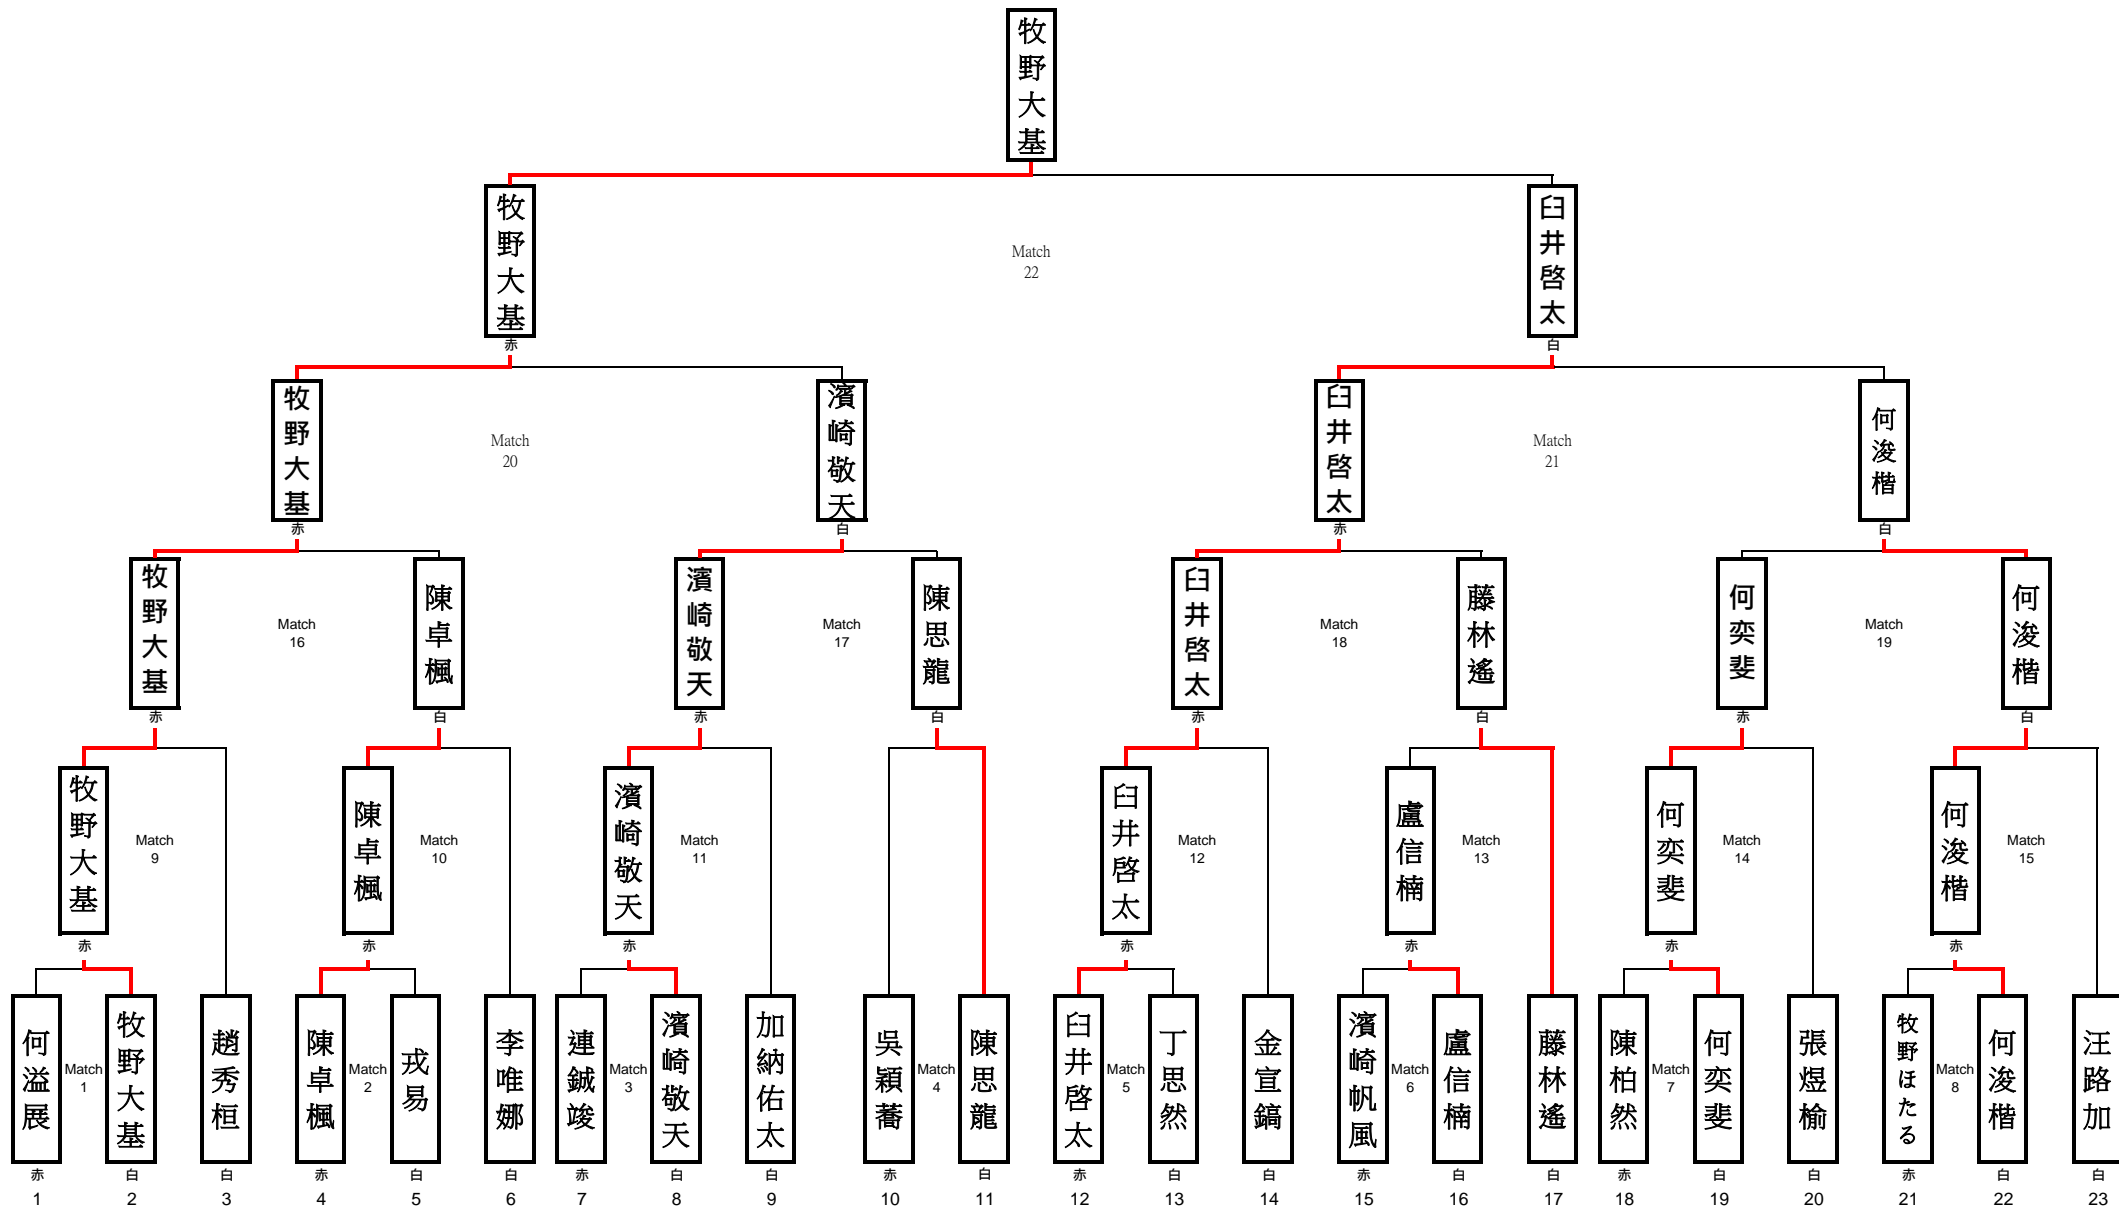 牧野大基
牧野大基
臼井啓太
Match
22
赤
白
牧野大基
濱崎敬天
臼井啓太
何浚楷
Match
20
Match
21
赤
白
赤
白
牧野大基
陳卓楓
濱崎敬天
陳思龍
臼井啓太
藤林遙
何奕斐
何浚楷
Match
16
Match
17
Match
18
Match
19
赤
白
赤
白
赤
白
赤
白
牧野大基
陳卓楓
濱崎敬天
臼井啓太
盧信楠
何奕斐
何浚楷
Match
9
Match
10
Match
11
Match
12
Match
13
Match
14
Match
15
赤
赤
赤
赤
赤
赤
赤
何溢展
牧野大基
趙秀桓
陳卓楓
戎易
李唯娜
連鋮竣
濱崎敬天
加納佑太
吳穎蕎
陳思龍
臼井啓太
丁思然
金宣鎬
濱崎帆風
盧信楠
藤林遙
陳柏然
何奕斐
張煜榆
牧野ほたる
何浚楷
汪路加
Match
1
Match
2
Match
3
Match
4
Match
5
Match
6
Match
7
Match
8
赤 白 白 赤 白 白 赤 白 白 赤 白 赤 白 白 赤 白 白 赤 白 白 赤 白 白
1 2 3 4 5 6 7 8 9 10 11 12 13 14 15 16 17 18 19 20 21 22 23